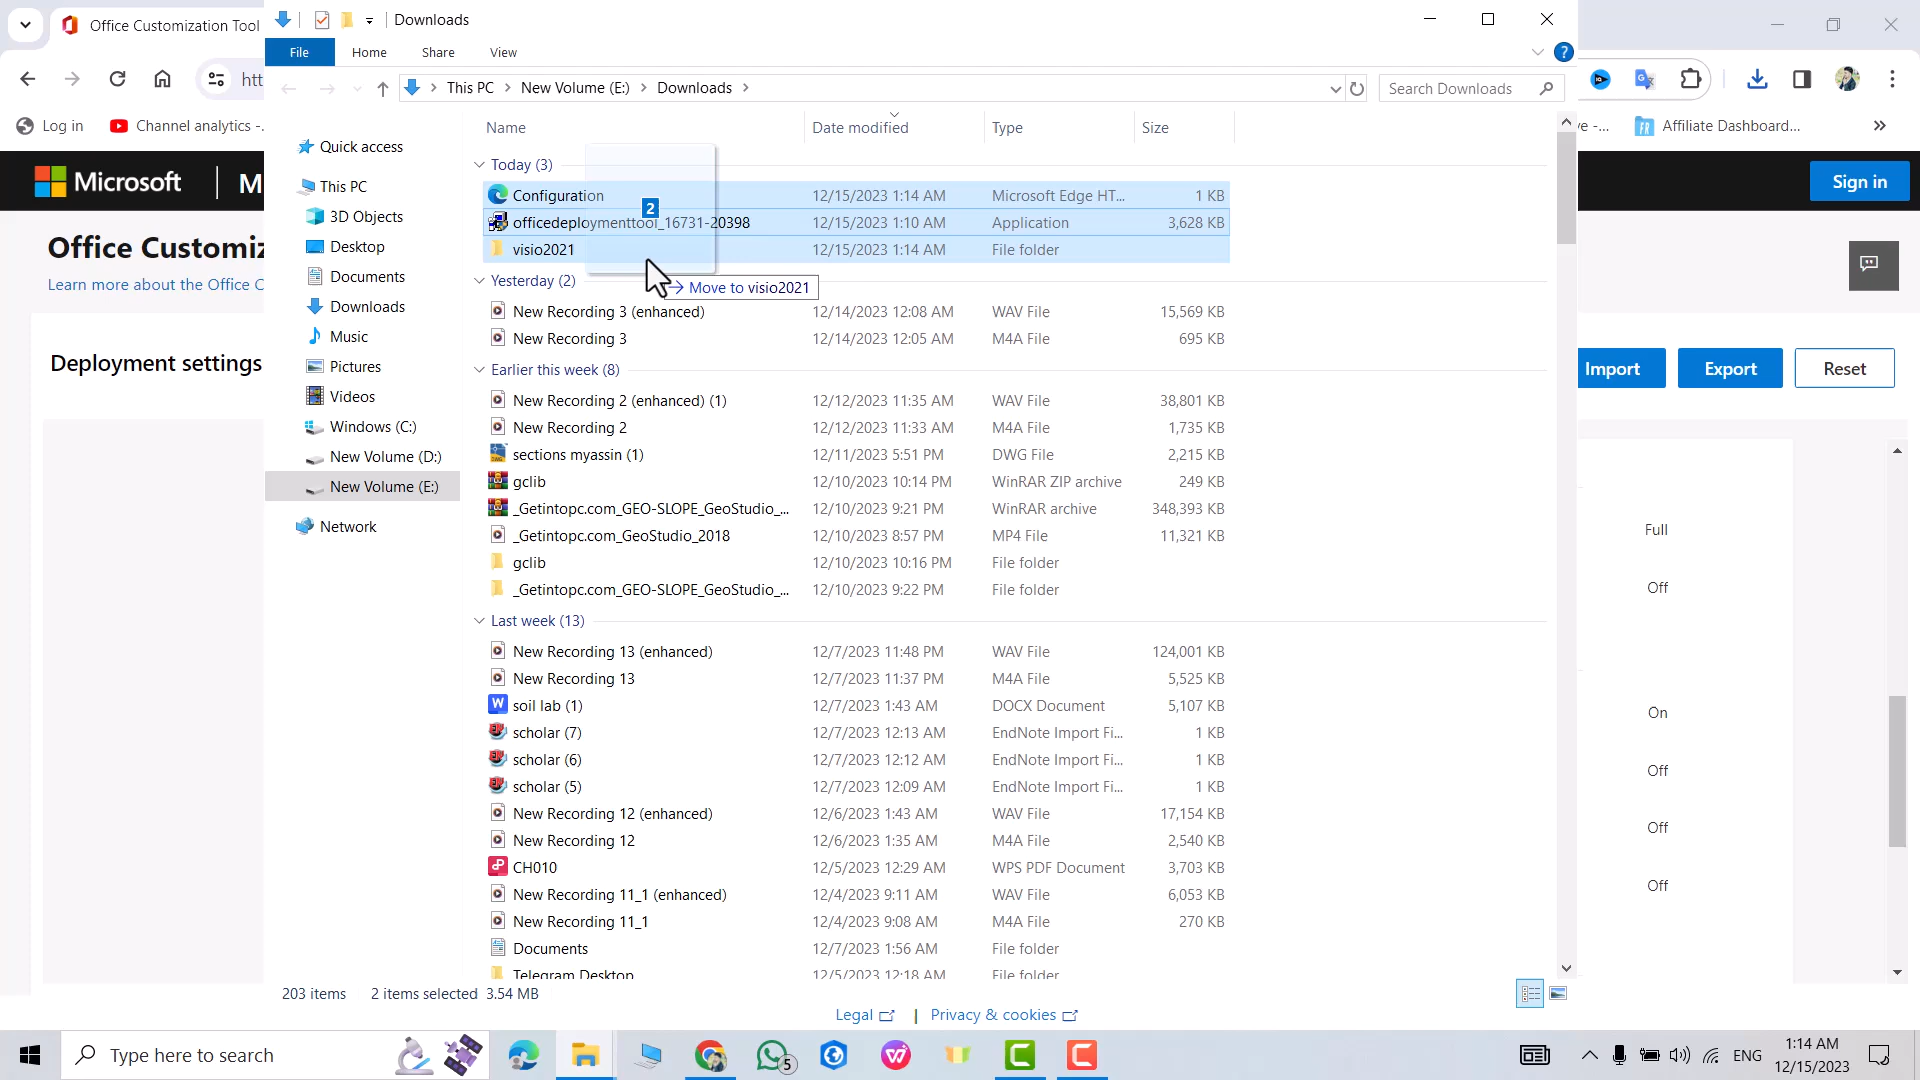 Office Customization Tool
Downloads
File
Home
Share
View
htt
This PC
New Volume (E:)
Downloads
Search Downloads
Log in
Channel analytics -
Affiliate Dashboard...
Microsoft
M
Sign in
Office Customiz
Learn more about the Office C
Deployment settings
Import
Export
Reset
Full
Off
On
Off
Off
Off
Quick access
This PC
3D Objects
Desktop
Documents
Downloads
Music
Pictures
Videos
Windows (C:)
New Volume (D:)
New Volume (E:)
Network
Name Date modified Type Size
Today (3)
Configuration 12/15/2023 1:14 AM Microsoft Edge HT... 1 KB
officedeploymenttool_16731-20398 12/15/2023 1:10 AM Application 3,628 KB
visio2021 12/15/2023 1:14 AM File folder
2
Move to visio2021
Yesterday (2)
New Recording 3 (enhanced) 12/14/2023 12:08 AM WAV File 15,569 KB
New Recording 3 12/14/2023 12:05 AM M4A File 695 KB
Earlier this week (8)
New Recording 2 (enhanced) (1) 12/12/2023 11:35 AM WAV File 38,801 KB
New Recording 2 12/12/2023 11:33 AM M4A File 1,735 KB
sections myassin (1) 12/11/2023 5:51 PM DWG File 2,215 KB
gclib 12/10/2023 10:14 PM WinRAR ZIP archive 249 KB
_Getintopc.com_GEO-SLOPE_GeoStudio_... 12/10/2023 9:21 PM WinRAR archive 348,393 KB
_Getintopc.com_GeoStudio_2018 12/10/2023 8:57 PM MP4 File 11,321 KB
gclib 12/10/2023 10:16 PM File folder
_Getintopc.com_GEO-SLOPE_GeoStudio_... 12/10/2023 9:22 PM File folder
Last week (13)
New Recording 13 (enhanced) 12/7/2023 11:48 PM WAV File 124,001 KB
New Recording 13 12/7/2023 11:37 PM M4A File 5,525 KB
soil lab (1) 12/7/2023 1:43 AM DOCX Document 5,107 KB
scholar (7) 12/7/2023 12:13 AM EndNote Import Fi... 1 KB
scholar (6) 12/7/2023 12:12 AM EndNote Import Fi... 1 KB
scholar (5) 12/7/2023 12:09 AM EndNote Import Fi... 1 KB
New Recording 12 (enhanced) 12/6/2023 1:43 AM WAV File 17,154 KB
New Recording 12 12/6/2023 1:35 AM M4A File 2,540 KB
CH010 12/5/2023 12:29 AM WPS PDF Document 3,703 KB
New Recording 11_1 (enhanced) 12/4/2023 9:11 AM WAV File 6,053 KB
New Recording 11_1 12/4/2023 9:08 AM M4A File 270 KB
Documents 12/7/2023 1:56 AM File folder
Telegram Desktop 12/5/2023 12:18 AM File folder
203 items 2 items selected 3.54 MB
Legal | Privacy & cookies
Type here to search
5
ENG
1:14 AM
12/15/2023